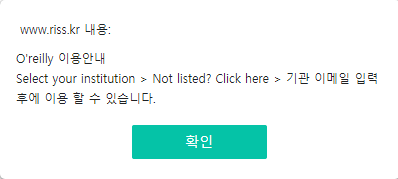 www.riss.kr 내용:
O'reilly 이용안내
Select your institution > Not listed? Click here > 기관 이메일 입력
후에 이용 할 수 있습니다.
확인